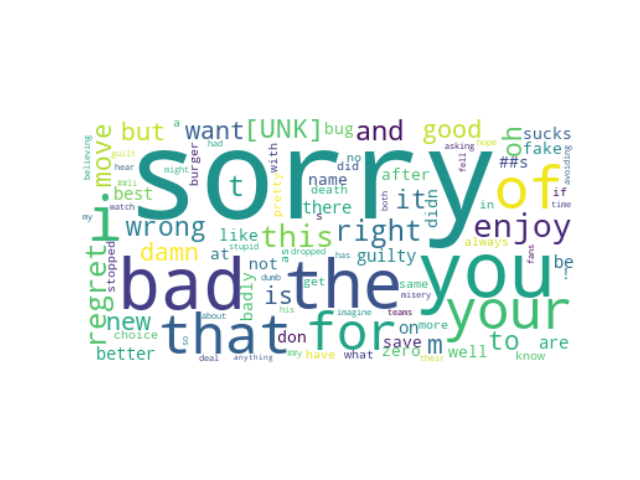 but a want [UNK] bug and good oh sucks
believing move guilt sorry asking fake
hear burger with no did after fell ##s avoiding
##li might had t name death both of hope if
i. best pretty there it didn in time
my watch wrong s this right enjoy
regret stopped damn like at not guilty always fans be !
bad stupid dropped has the you your
badly is as get same misery
new that his imagine for teams on more to are
choice about don save m well know
better so deal anything ##y have what zero their
dumb